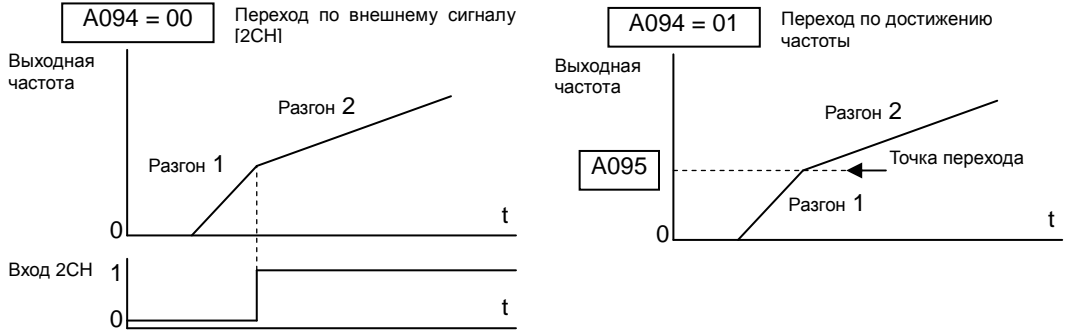 A094 = 00
Переход по внешнему сигналу
[2CH]
Выходная
частота
Разгон 2
Разгон 1
0
t
Вход 2CH
1
0
t
A094 = 01
Переход по достижению
частоты
Выходная
частота
Разгон 2
A095
Точка перехода
Разгон 1
0
t